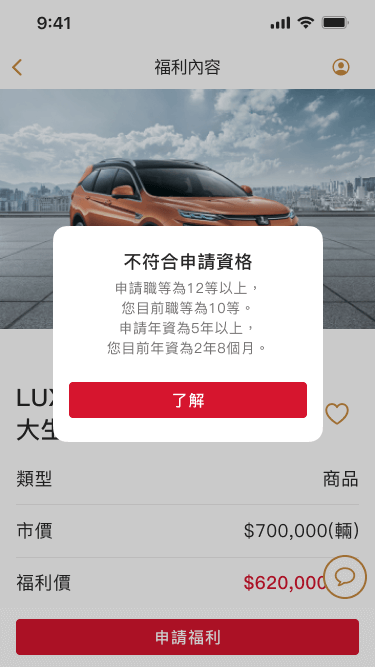 9:41
福利內容
不符合申請資格
申請職等為12等以上，
您目前職等為10等。
申請年資為5年以上，
您目前年資為2年8個月。
了解
LUX
大生
類型 商品
市價 $700,000(輛)
福利價 $620,000
申請福利